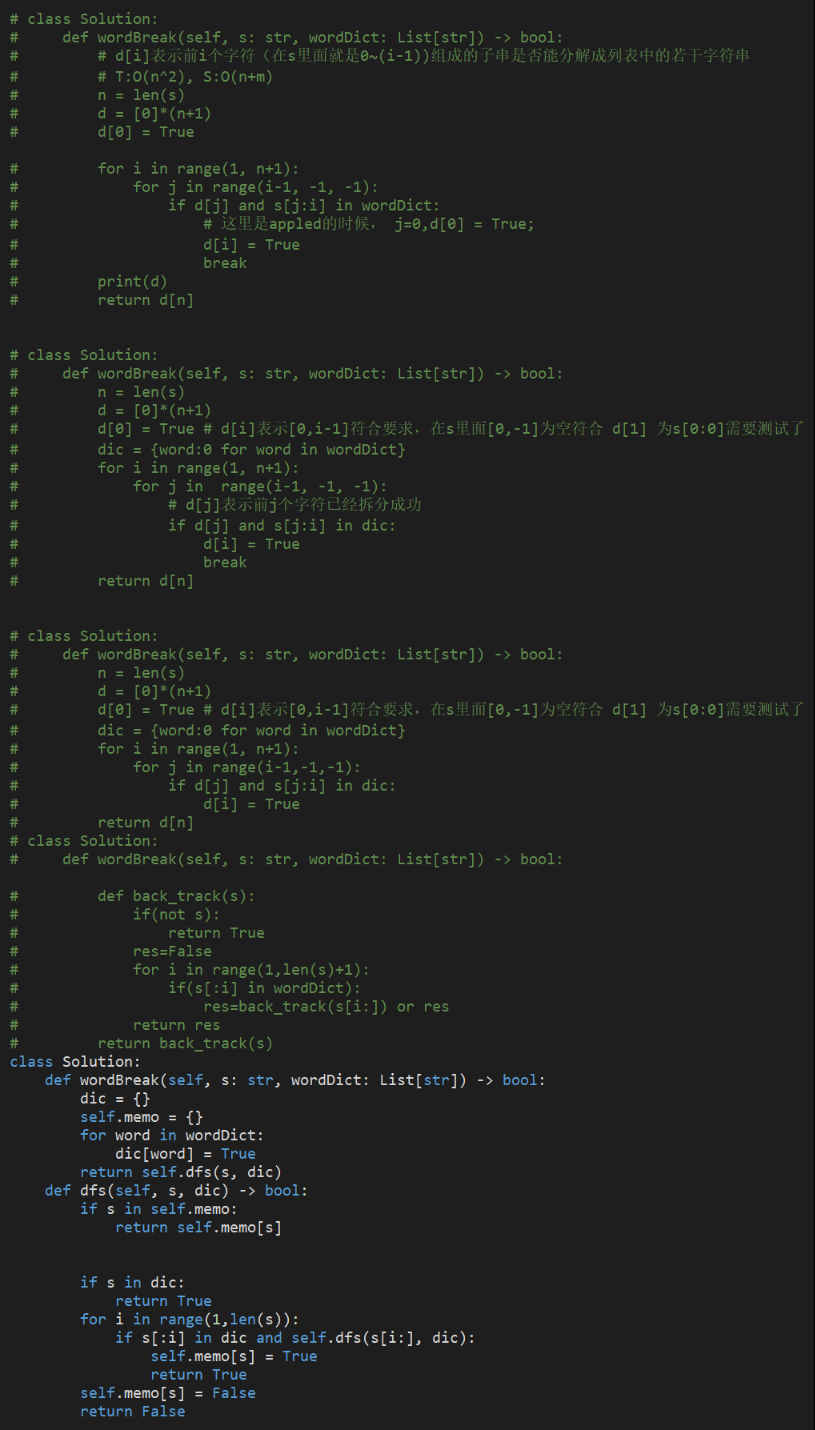 # class Solution:
#     def wordBreak(self, s: str, wordDict: List[str]) -> bool:
#         # d[i]表示前i个字符（在s里面就是0~(i-1))组成的子串是否能分解成列表中的若干字符串
#         # T:O(n^2), S:O(n+m)
#         n = len(s)
#         d = [0]*(n+1)
#         d[0] = True
#         for i in range(1, n+1):
#             for j in range(i-1, -1, -1):
#                 if d[j] and s[j:i] in wordDict:
#                     # 这里是appled的时候， j=0,d[0] = True;
#                     d[i] = True
#                     break
#         print(d)
#         return d[n]
# class Solution:
#     def wordBreak(self, s: str, wordDict: List[str]) -> bool:
#         n = len(s)
#         d = [0]*(n+1)
#         d[0] = True # d[i]表示[0,i-1]符合要求，在s里面[0,-1]为空符合 d[1] 为s[0:0]需要测试了
#         dic = {word:0 for word in wordDict}
#         for i in range(1, n+1):
#             for j in  range(i-1, -1, -1):
#                 # d[j]表示前j个字符已经拆分成功
#                 if d[j] and s[j:i] in dic:
#                     d[i] = True
#                     break
#         return d[n]
# class Solution:
#     def wordBreak(self, s: str, wordDict: List[str]) -> bool:
#         n = len(s)
#         d = [0]*(n+1)
#         d[0] = True # d[i]表示[0,i-1]符合要求，在s里面[0,-1]为空符合 d[1] 为s[0:0]需要测试了
#         dic = {word:0 for word in wordDict}
#         for i in range(1, n+1):
#             for j in range(i-1,-1,-1):
#                 if d[j] and s[j:i] in dic:
#                     d[i] = True
#         return d[n]
# class Solution:
#     def wordBreak(self, s: str, wordDict: List[str]) -> bool:
#         def back_track(s):
#             if(not s):
#                 return True
#             res=False
#             for i in range(1,len(s)+1):
#                 if(s[:i] in wordDict):
#                     res=back_track(s[i:]) or res
#             return res
#         return back_track(s)
class Solution:
    def wordBreak(self, s: str, wordDict: List[str]) -> bool:
        dic = {}
        self.memo = {}
        for word in wordDict:
            dic[word] = True
        return self.dfs(s, dic)
    def dfs(self, s, dic) -> bool:
        if s in self.memo:
            return self.memo[s]
        if s in dic:
            return True
        for i in range(1,len(s)):
            if s[:i] in dic and self.dfs(s[i:], dic):
                self.memo[s] = True
                return True
        self.memo[s] = False
        return False